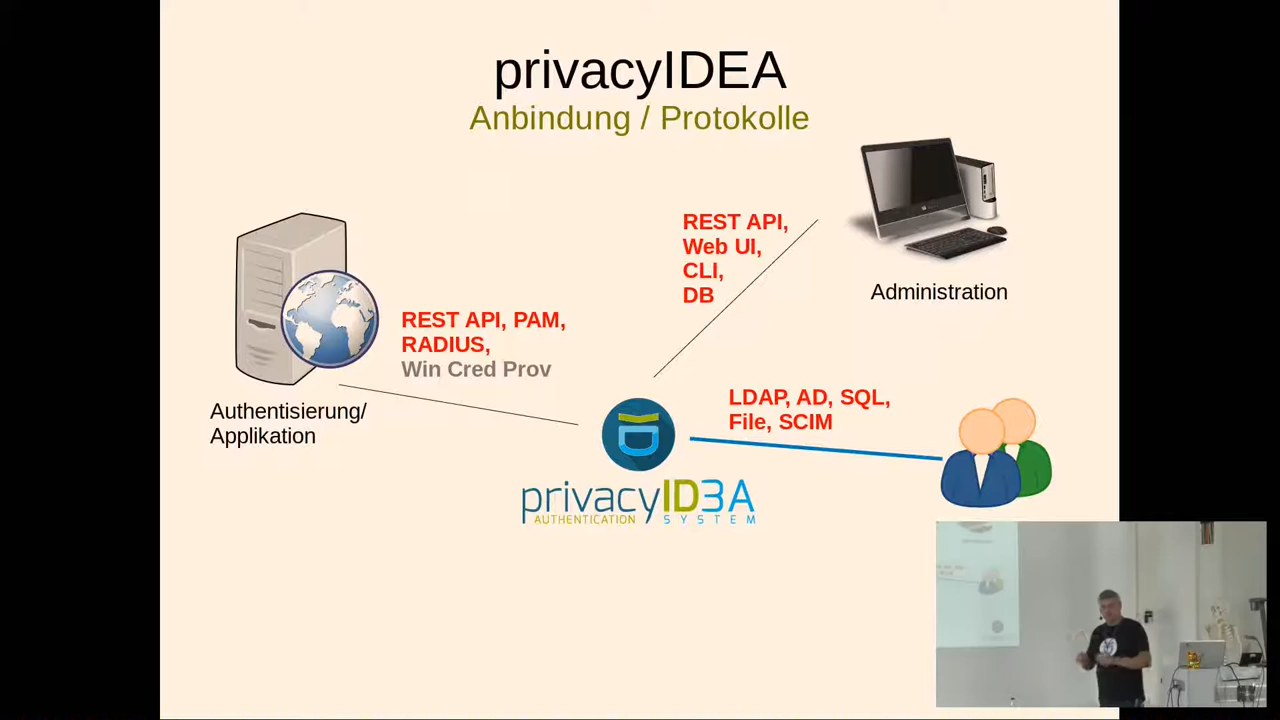 privacyIDEA
Anbindung / Protokolle
REST API,
Web UI,
CLI,
DB
Administration
REST API, PAM,
RADIUS,
Win Cred Prov
Authentisierung/
Applikation
LDAP, AD, SQL,
File, SCIM
privacyID3A
AUTHENTICATION SYSTEM